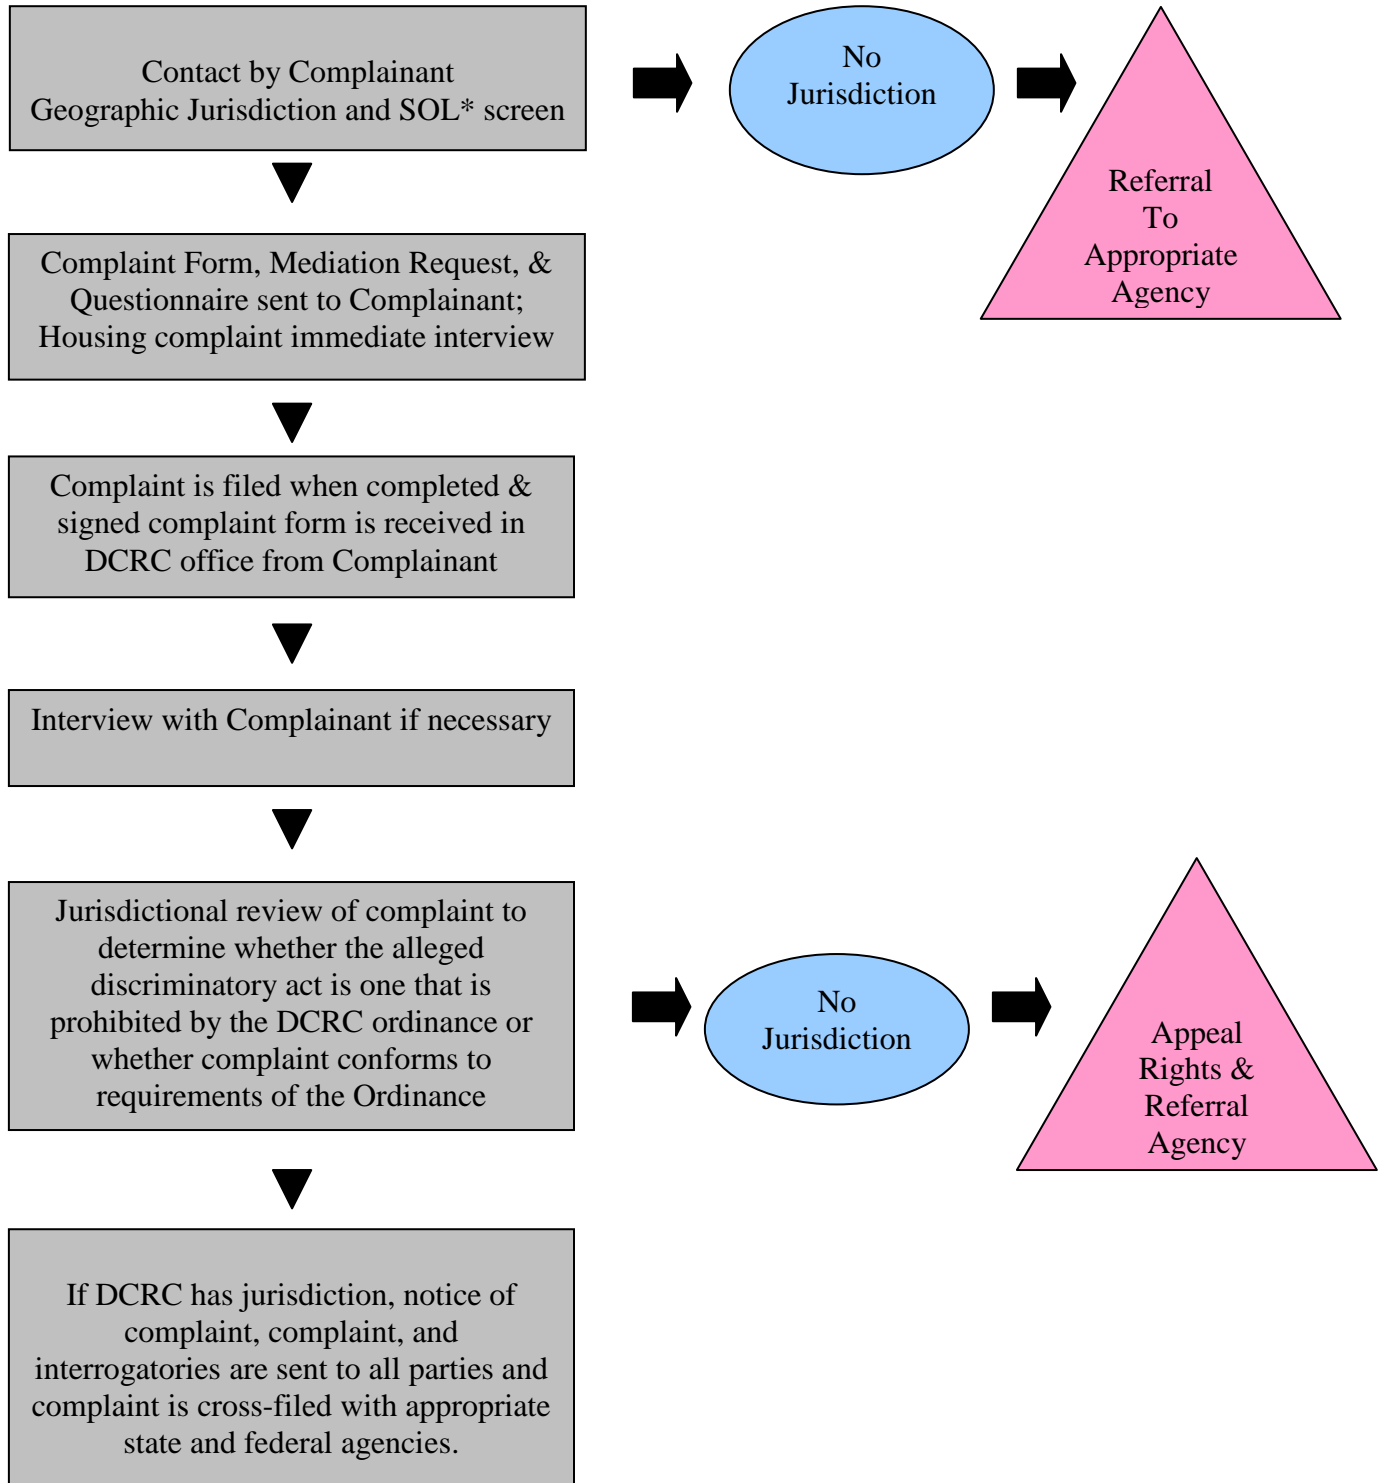 Contact by Complainant
Geographic Jurisdiction and SOL* screen
No
Jurisdiction
Referral
To
Appropriate
Agency
Complaint Form, Mediation Request, &
Questionnaire sent to Complainant;
Housing complaint immediate interview
Complaint is filed when completed &
signed complaint form is received in
DCRC office from Complainant
Interview with Complainant if necessary
Jurisdictional review of complaint to
determine whether the alleged
discriminatory act is one that is
prohibited by the DCRC ordinance or
whether complaint conforms to
requirements of the Ordinance
No
Jurisdiction
Appeal
Rights &
Referral
Agency
If DCRC has jurisdiction, notice of
complaint, complaint, and
interrogatories are sent to all parties and
complaint is cross-filed with appropriate
state and federal agencies.